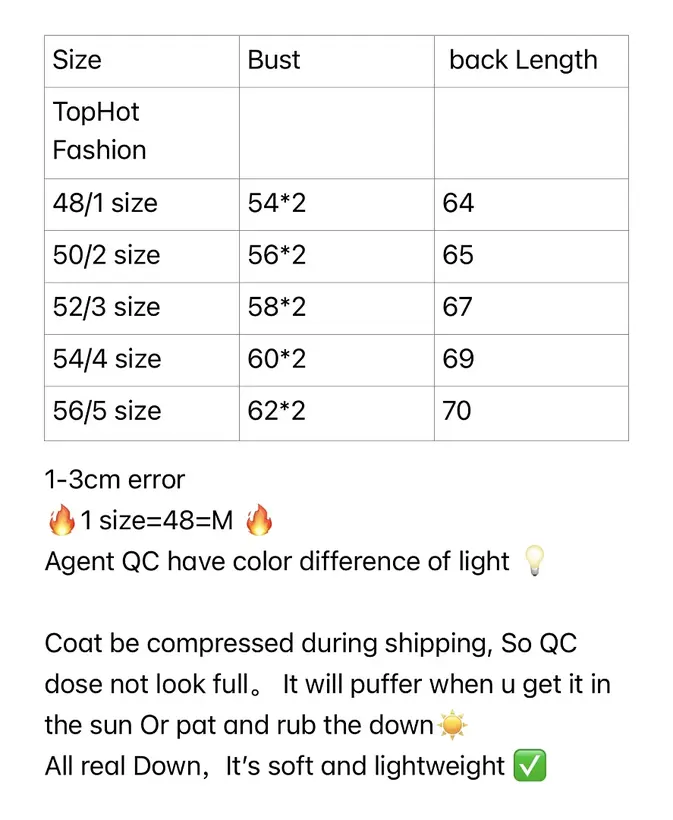 Size Bust back Length
TopHot
Fashion
48/1 size 54*2 64
50/2 size 56*2 65
52/3 size 58*2 67
54/4 size 60*2 69
56/5 size 62*2 70
1-3cm error
🔥1 size=48=M 🔥
Agent QC have color difference of light 💡
Coat be compressed during shipping, So QC
dose not look full。 It will puffer when u get it in
the sun Or pat and rub the down☀️
All real Down，It’s soft and lightweight ✅